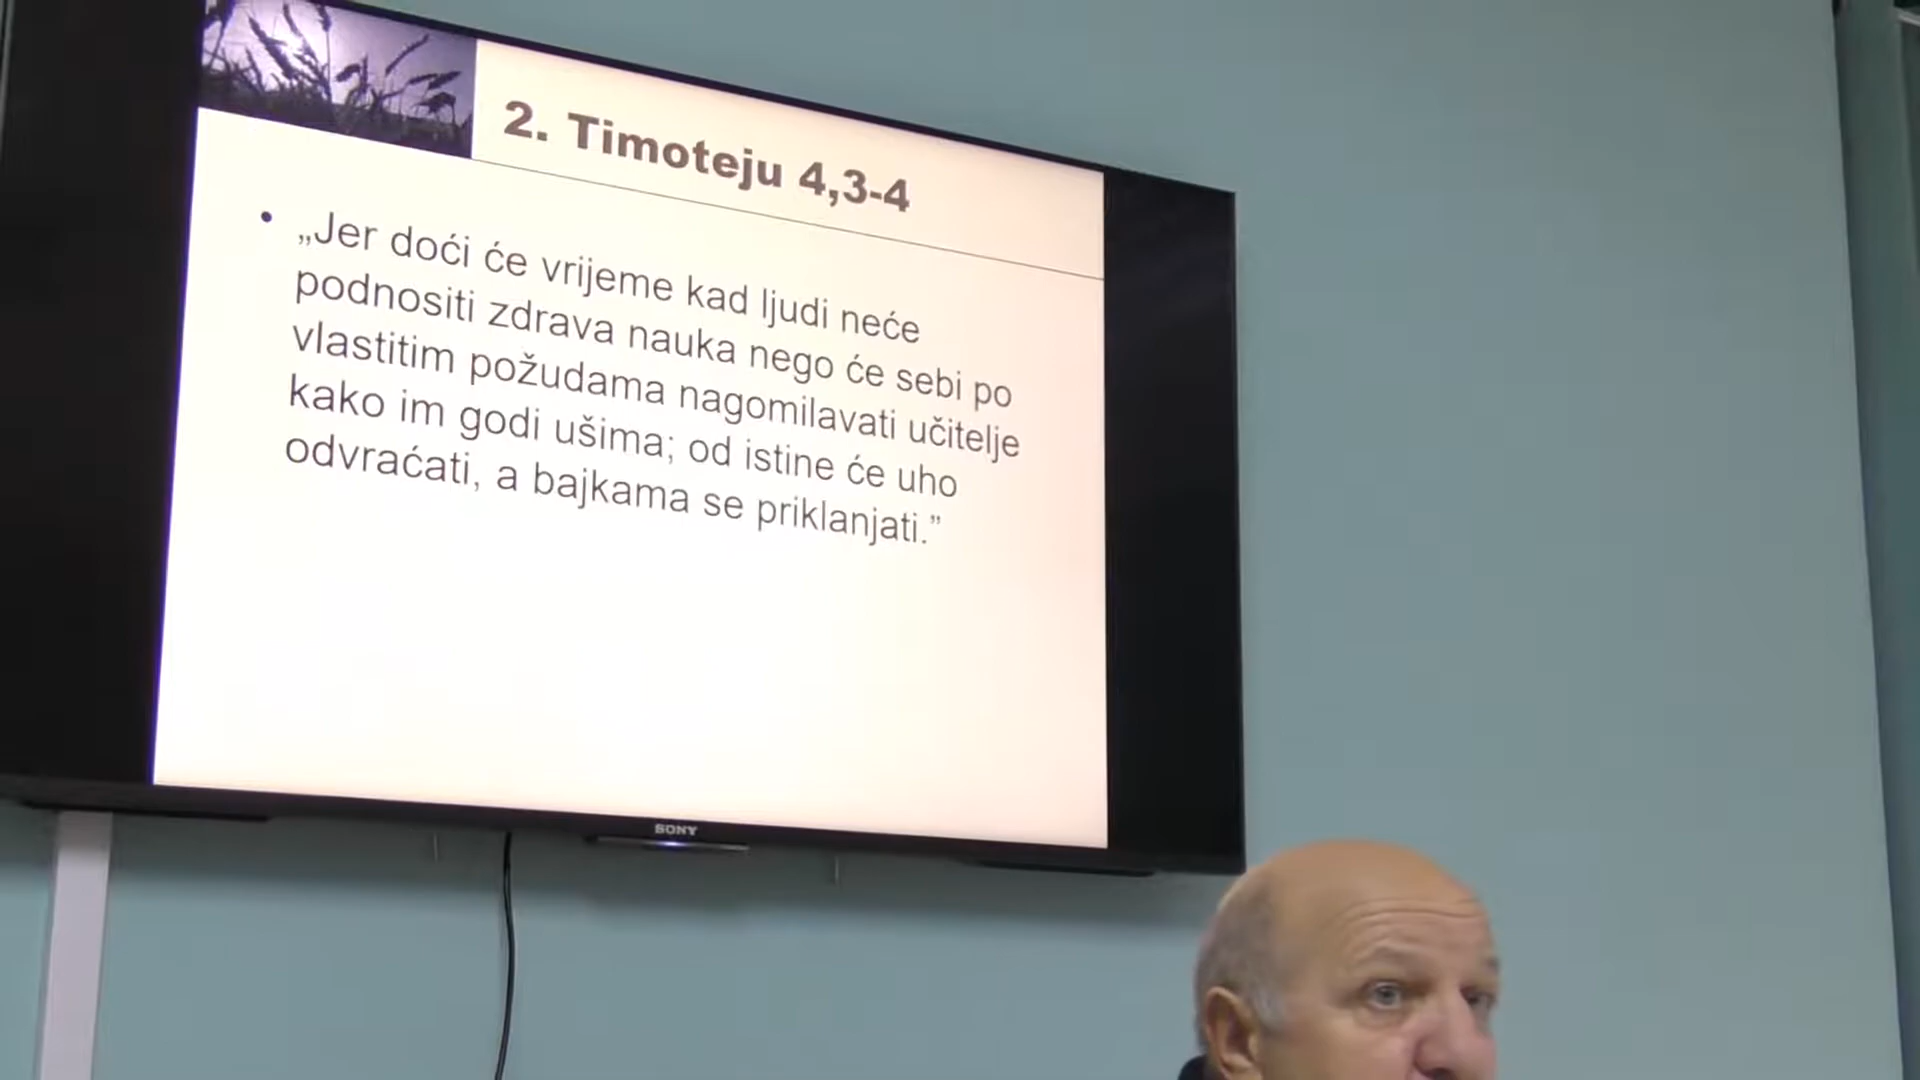 2. Timoteju 4,3-4
• „Jer doći će vrijeme kad ljudi neće
podnositi zdrava nauka nego će sebi po
vlastitim požudama nagomilavati učitelje
kako im godi ušima; od istine će uho
odvraćati, a bajkama se priklanjati.”
SONY